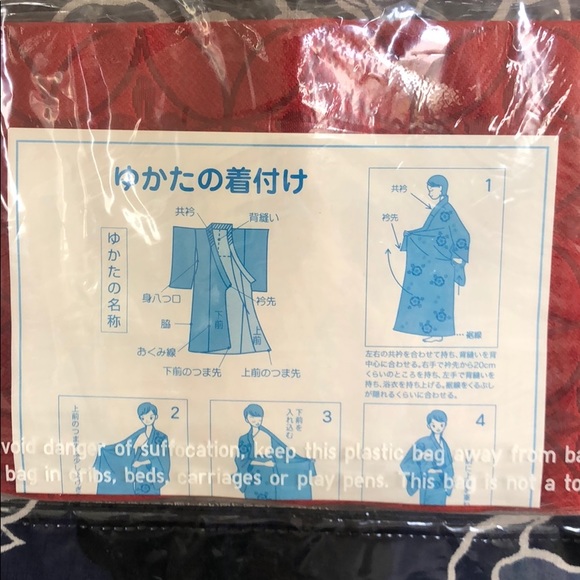 ゆかたの着付け
ゆかたの名称
共衿
背縫い
身八つ口
衿先
脇
下前
上前
おくみ線
下前のつま先
上前のつま先
1
共衿
衿先
裾線
左右の共衿を合わせて持ち、背縫いを背
中心に合わせる。右手で衿先から20cm
くらいのところを持ち、左手で背縫いを
持ち、浴衣を持ち上げる。裾線をくるぶし
が隠れるくらいに合わせる。
2
上前のつま
3
下前を
入れ込む
4
void danger of suffocation, keep this plastic bag away from ba
bag in cribs, beds, carriages or play pens. This bag is not a to